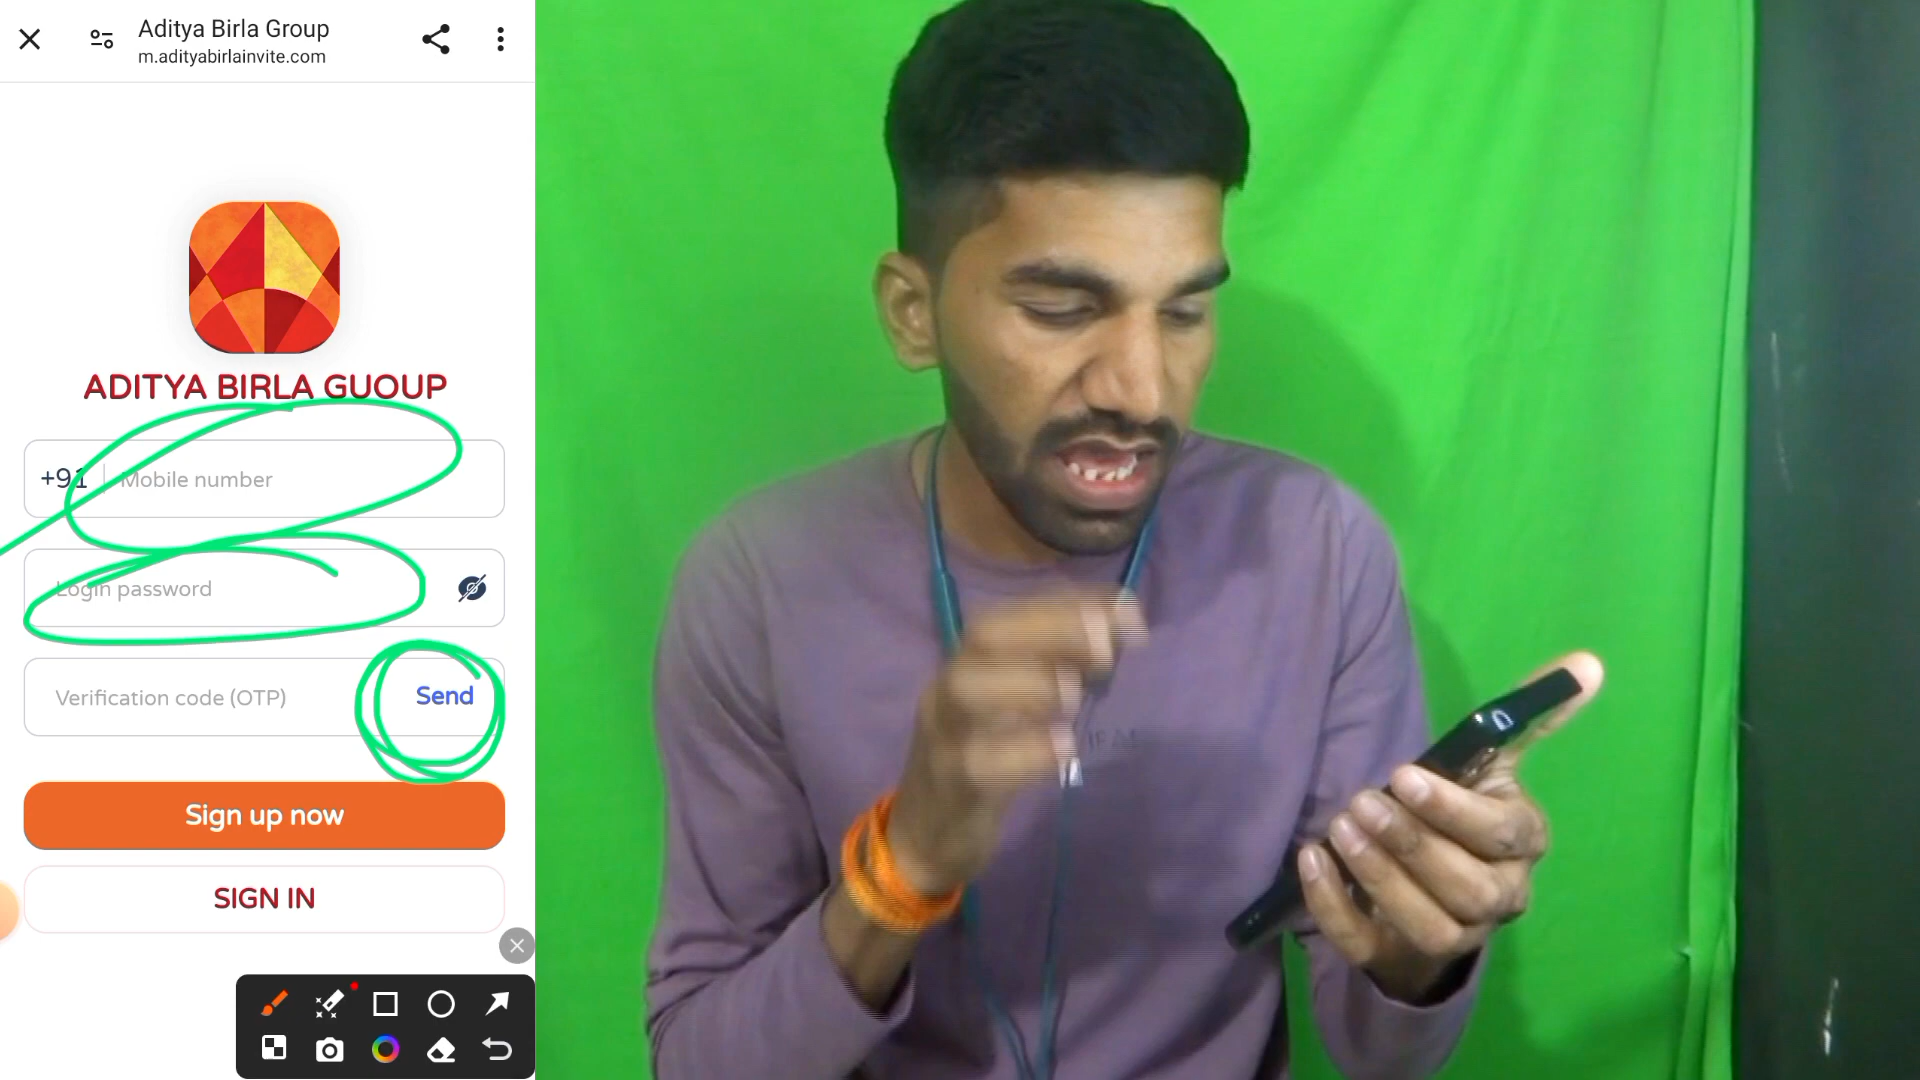 Aditya Birla Group
m.adityabirlainvite.com
ADITYA BIRLA GUOUP
+91 Mobile number
Login password
Verification code (OTP) Send
Sign up now
SIGN IN